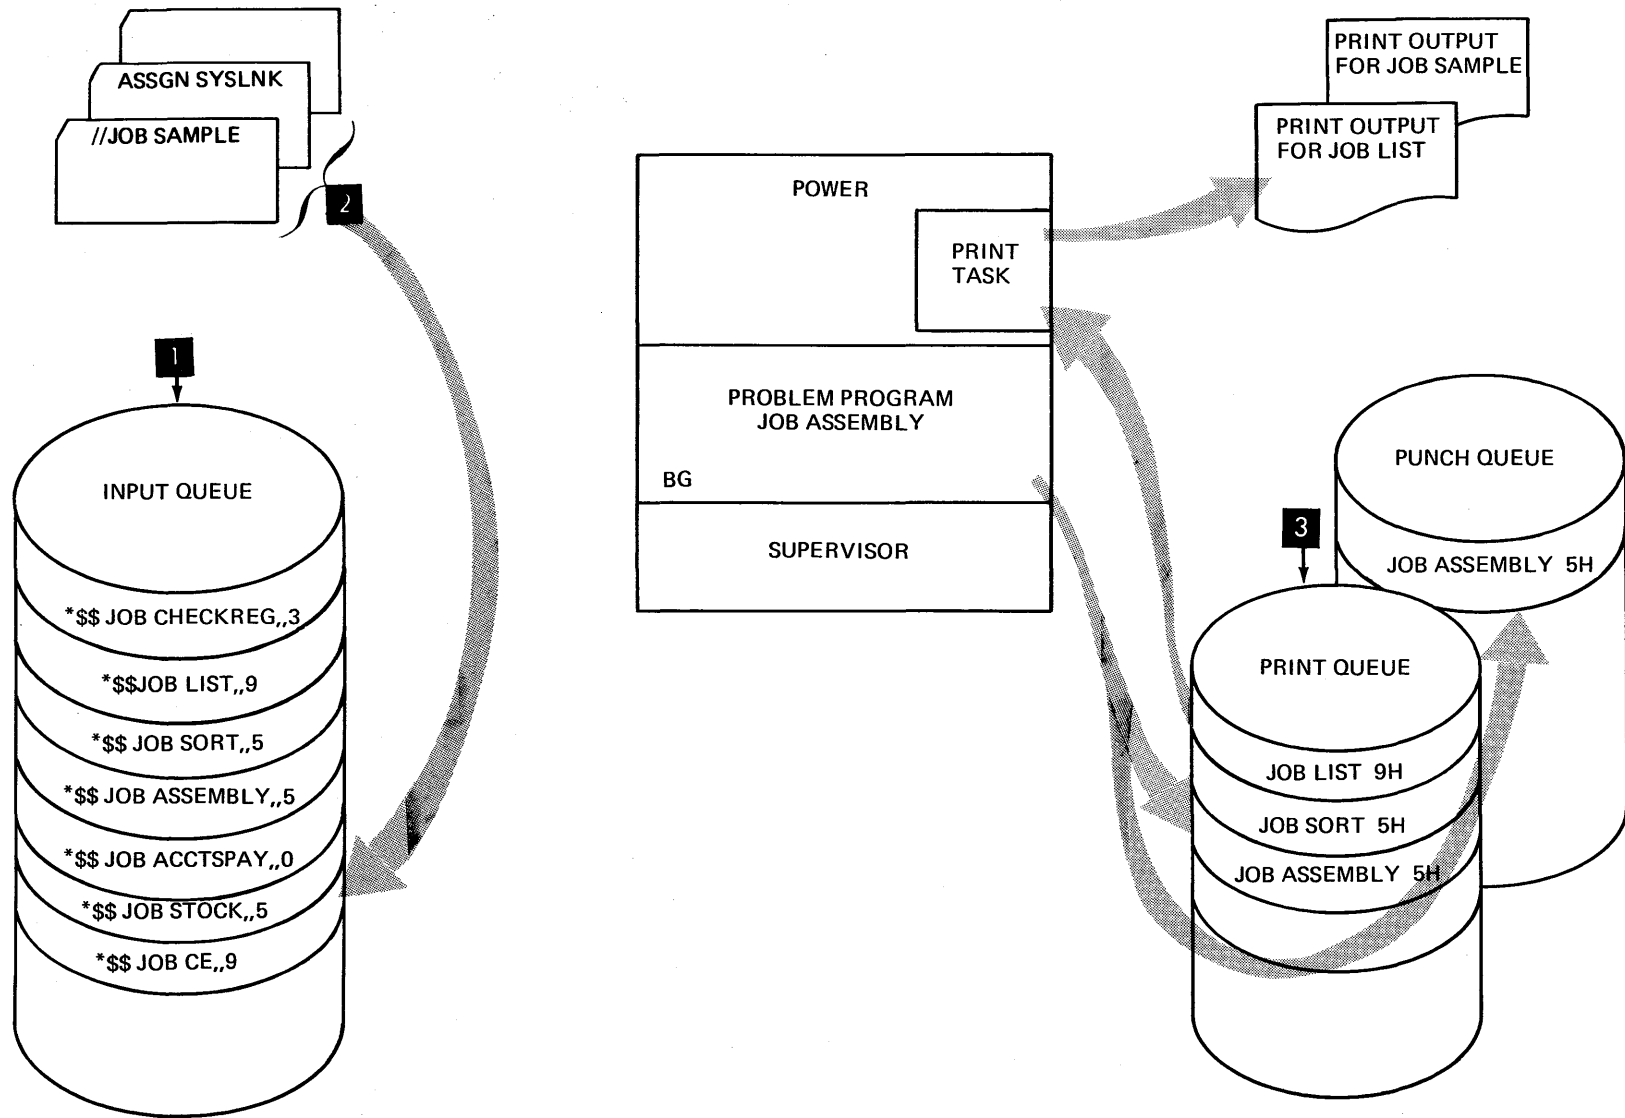 ASSGN SYSLNK
//JOB SAMPLE
2
1
INPUT QUEUE
*$$ JOB CHECKREG,,3
*$$JOB LIST,,9
*$$ JOB SORT,,5
*$$ JOB ASSEMBLY,,5
*$$ JOB ACCTSPAY,,0
*$$ JOB STOCK,,5
*$$ JOB CE,,9
POWER
PRINT
TASK
PROBLEM PROGRAM
JOB ASSEMBLY
BG
SUPERVISOR
PRINT OUTPUT
FOR JOB SAMPLE
PRINT OUTPUT
FOR JOB LIST
PUNCH QUEUE
JOB ASSEMBLY 5H
3
PRINT QUEUE
JOB LIST 9H
JOB SORT 5H
JOB ASSEMBLY 5H